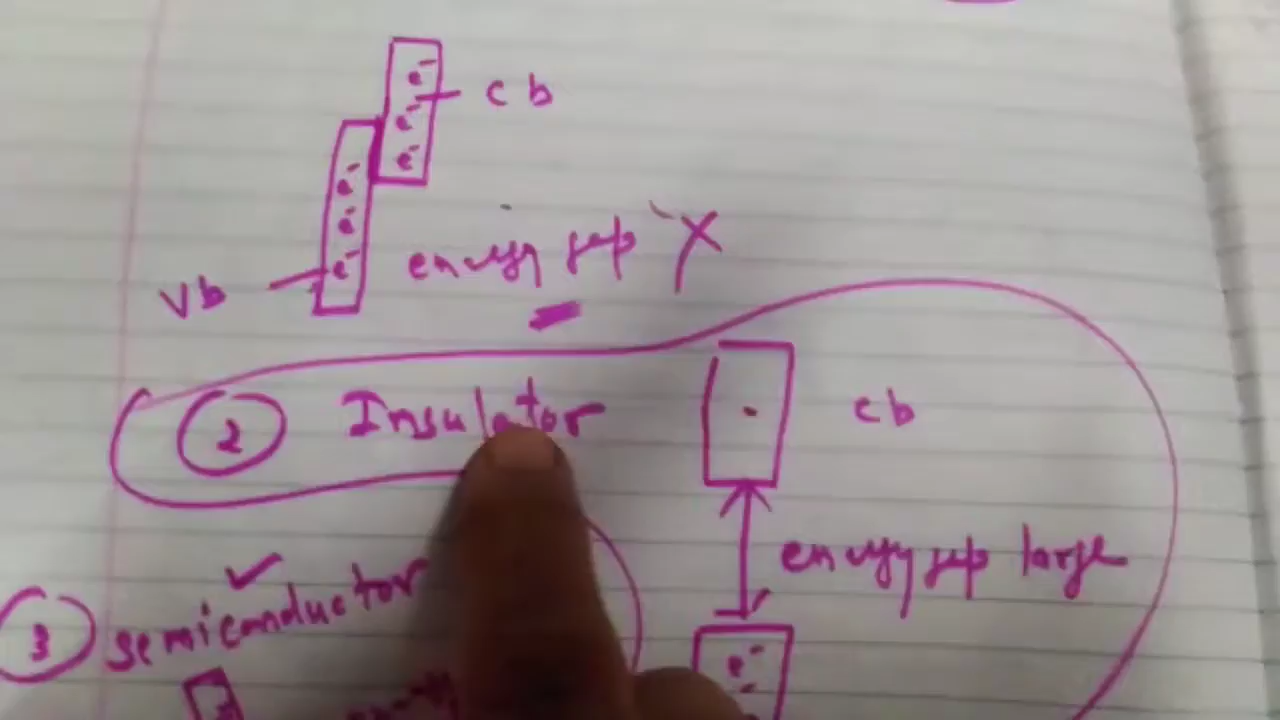 e⁻
e⁻
e⁻
cb
e⁻
e⁻
e⁻
vb
energy gap X
2 Insulator
cb
energy gap large
3 semiconductor
e⁻